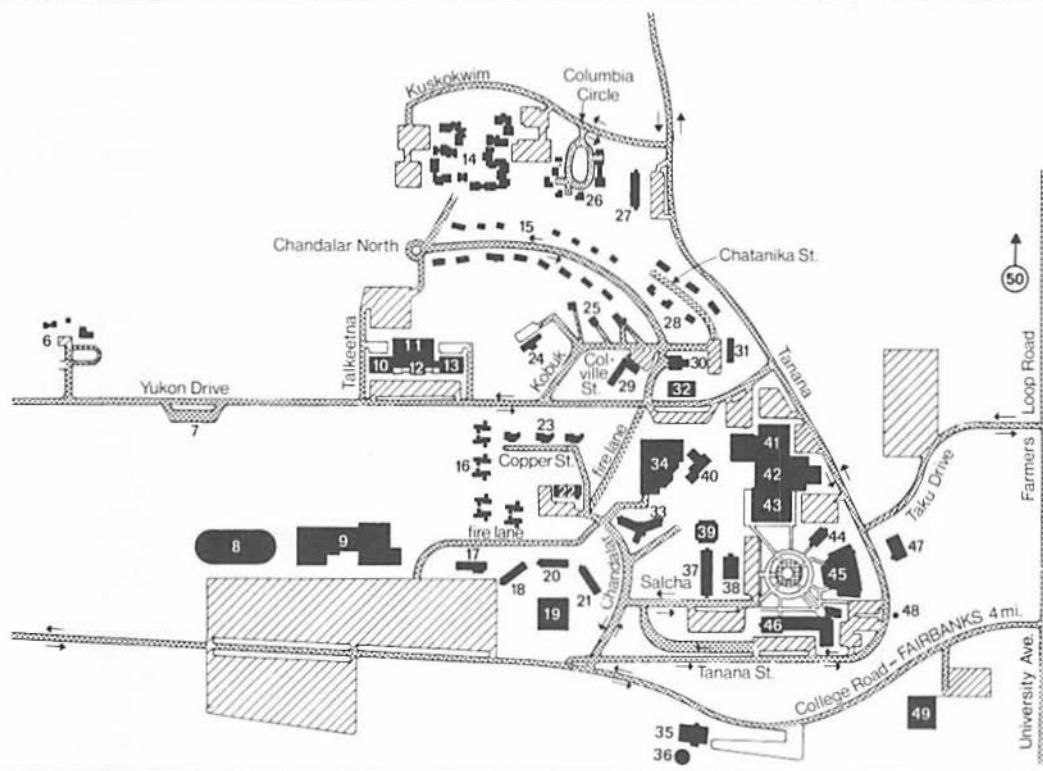 Kuskokwim
Columbia
Circle
14
26
27
15
Chandalar North
Chatanika St.
50
6
25
28
Talkeetna
11
10
12
13
24
Kobuk
Col-
ville
St.
29
30
31
32
Tanana
Yukon Drive
7
Loop Road
Farmers
23
16
Copper St.
22
fire lane
34
40
41
42
43
Taku Drive
8
9
fire lane
17
18
20
21
19
33
Chandalar
39
37
38
Salcha
44
45
47
46
48
Tanana St.
College Road – FAIRBANKS 4 mi.
University Ave.
35
36
49